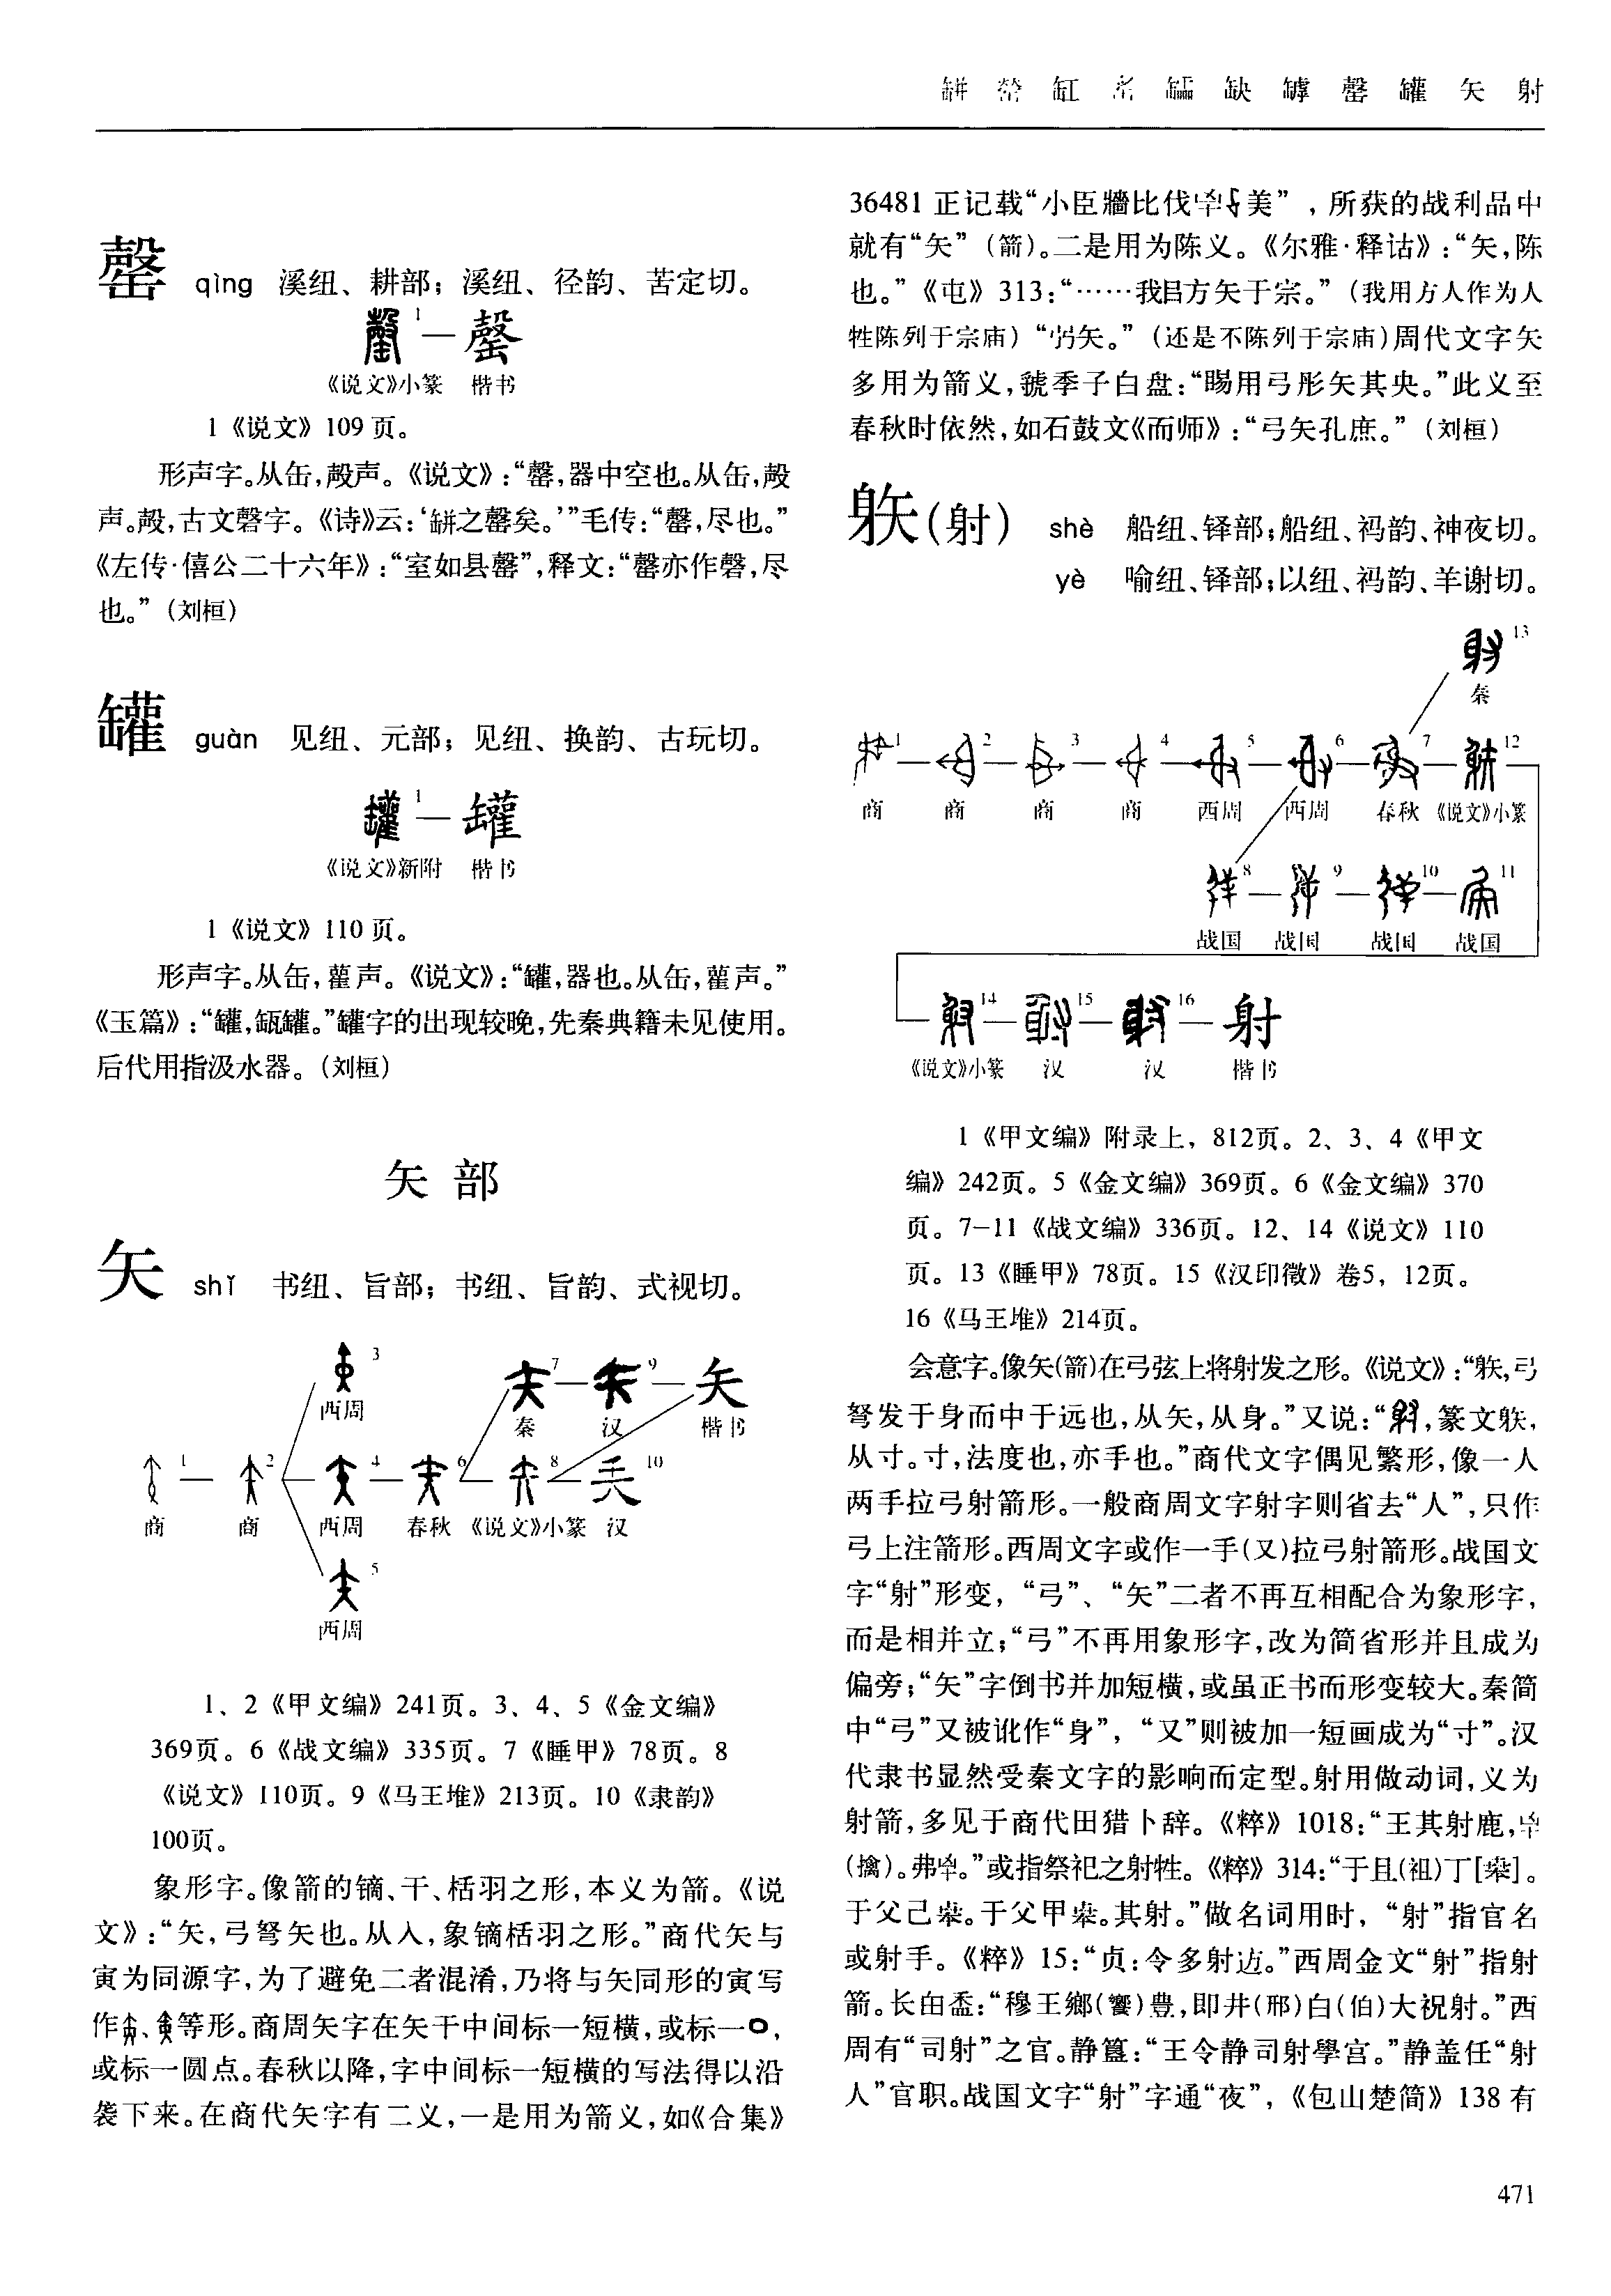 缾 罃 缸 䍃 罏 缺 罅 罄 罐 矢 射
罄 qìng 溪纽、耕部；溪纽、径韵、苦定切。
1
罄
《说文》小篆 楷书
1《说文》109页。
形声字。从缶，殸声。《说文》：“罄，器中空也。从缶，殸
声。殸，古文磬字。《诗》云：‘缾之罄矣。’”毛传：“罄，尽也。”
《左传·僖公二十六年》：“室如县罄”，释文：“罄亦作磬，尽
也。”（刘桓）
罐 guàn 见纽、元部；见纽、换韵、古玩切。
1
罐
《说文》新附 楷书
1《说文》110页。
形声字。从缶，雚声。《说文》：“罐，器也。从缶，雚声。”
《玉篇》：“罐，瓿罐。”罐字的出现较晚，先秦典籍未见使用。
后代用指汲水器。（刘桓）
矢部
矢 shǐ 书纽、旨部；书纽、旨韵、式视切。
3
西周
7 9 矢
秦 汉 楷书
1 2 4 6 8 10
商 商 西周 春秋 《说文》小篆 汉
5
西周
1、2《甲文编》241页。3、4、5《金文编》
369页。6《战文编》335页。7《睡甲》78页。8
《说文》110页。9《马王堆》213页。10《隶韵》
100页。
象形字。像箭的镝、干、栝羽之形，本义为箭。《说
文》：“矢，弓弩矢也。从入，象镝栝羽之形。”商代矢与
寅为同源字，为了避免二者混淆，乃将与矢同形的寅写
作、等形。商周矢字在矢干中间标一短横，或标一，
或标一圆点。春秋以降，字中间标一短横的写法得以沿
袭下来。在商代矢字有二义，一是用为箭义，如《合集》
36481正记载“小臣牆比伐美”，所获的战利品中
就有“矢”（箭）。二是用为陈义。《尔雅·释诂》：“矢，陈
也。”《屯》313：“……我㠯方矢于宗。”（我用方人作为人
牲陈列于宗庙）“矢。”（还是不陈列于宗庙）周代文字矢
多用为箭义，虢季子白盘：“賜用弓彤矢其央。”此义至
春秋时依然，如石鼓文《而师》：“弓矢孔庶。”（刘桓）
躲（射） shè 船纽、铎部；船纽、祃韵、神夜切。
yè 喻纽、铎部；以纽、祃韵、羊谢切。
13
秦
1 2 3 4 5 6 7 12
商 商 商 商 西周 西周 春秋 《说文》小篆
8 9 10 11
战国 战国 战国 战国
14 15 16 射
《说文》小篆 汉 汉 楷书
1《甲文编》附录上，812页。2、3、4《甲文
编》242页。5《金文编》369页。6《金文编》370
页。7—11《战文编》336页。12、14《说文》110
页。13《睡甲》78页。15《汉印徵》卷5，12页。
16《马王堆》214页。
会意字。像矢（箭）在弓弦上将射发之形。《说文》：“䠶，弓
弩发于身而中于远也，从矢，从身。”又说：“，篆文䠶，
从寸。寸，法度也，亦手也。”商代文字偶见繁形，像一人
两手拉弓射箭形。一般商周文字射字则省去“人”，只作
弓上注箭形。西周文字或作一手（又）拉弓射箭形。战国文
字“射”形变，“弓”、“矢”二者不再互相配合为象形字，
而是相并立；“弓”不再用象形字，改为简省形并且成为
偏旁；“矢”字倒书并加短横，或虽正书而形变较大。秦简
中“弓”又被讹作“身”，“又”则被加一短画成为“寸”。汉
代隶书显然受秦文字的影响而定型。射用做动词，义为
射箭，多见于商代田猎卜辞。《粹》1018：“王其射鹿，
（擒）。弗。”或指祭祀之射牲。《粹》314：“于且（祖）丁［］。
于父己。于父甲。其射。”做名词用时，“射”指官名
或射手。《粹》15：“贞：令多射。”西周金文“射”指射
箭。长甶盉：“穆王鄉（饗）豊，即井（邢）白（伯）大祝射。”西
周有“司射”之官。静簋：“王令静司射學宫。”静盖任“射
人”官职。战国文字“射”字通“夜”，《包山楚简》138有
471